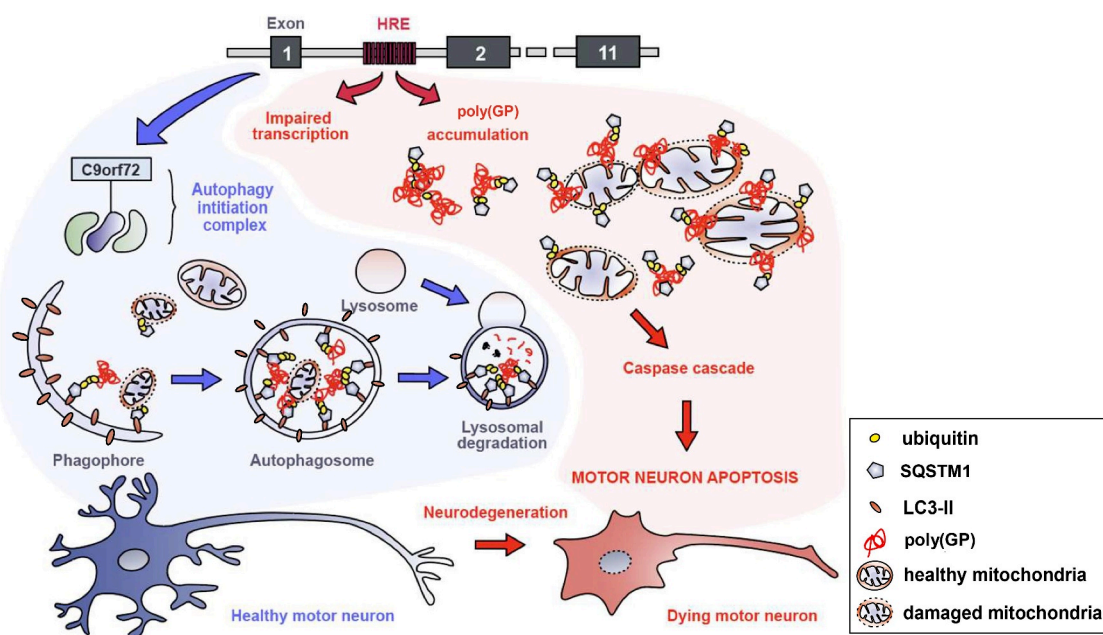 Exon
HRE
1
2
11
Impaired
transcription
poly(GP)
accumulation
C9orf72
Autophagy
intitiation
complex
Lysosome
Caspase cascade
Lysosomal
degradation
Phagophore
Autophagosome
MOTOR NEURON APOPTOSIS
Neurodegeneration
Healthy motor neuron
Dying motor neuron
ubiquitin
SQSTM1
LC3-II
poly(GP)
healthy mitochondria
damaged mitochondria